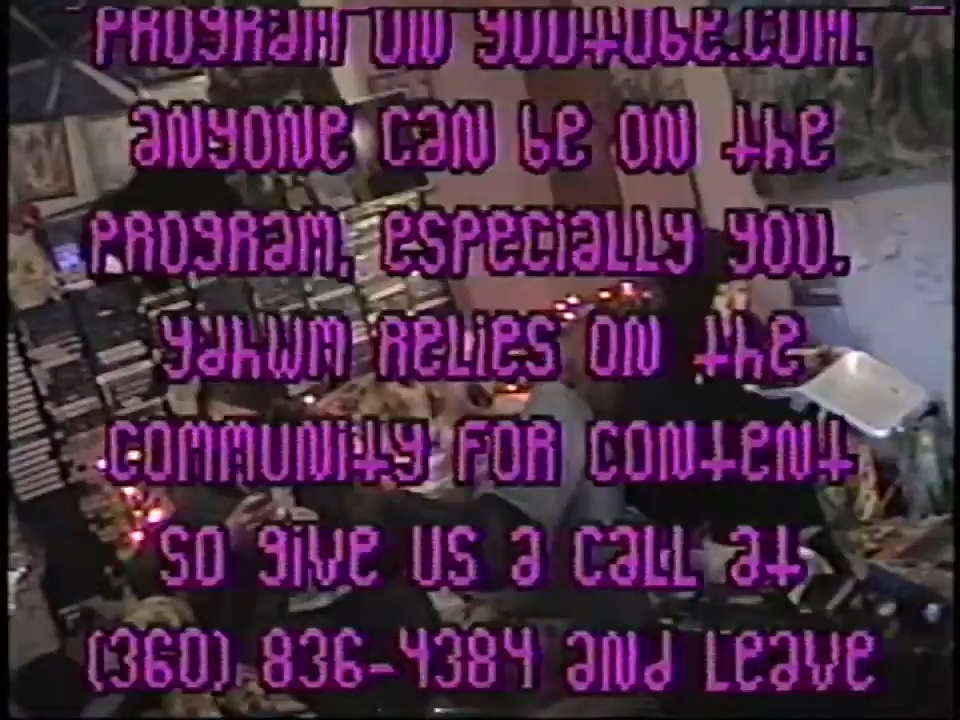 PROGRAM ON YOUTUBE.COM.
ANYONE CAN BE ON THE
PROGRAM, ESPECIALLY YOU.
YDHWM RELIES ON THE
COMMUNITY FOR CONTENT
SO GIVE US A CALL AT
(360) 836-4384 AND LEAVE